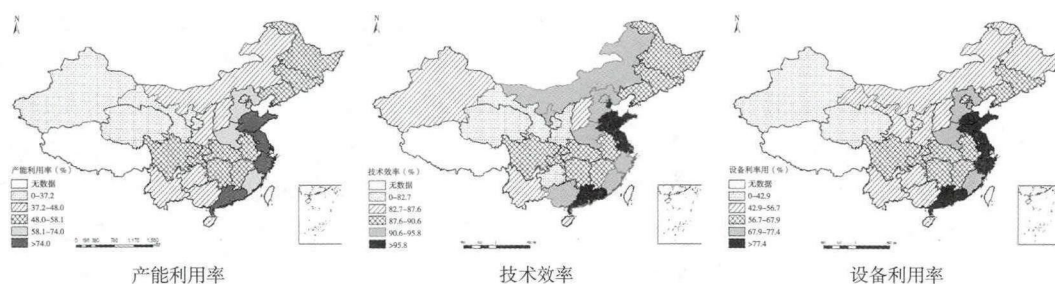 N
产能利用率（%）
无数据
0-37.2
37.2-48.0
48.0-58.1
58.1-74.0
>74.0
产能利用率
N
技术效率（%）
无数据
0-82.7
82.7-87.6
87.6-90.6
90.6-95.8
>95.8
技术效率
N
设备利用率用（%）
无数据
0-42.9
42.9-56.7
56.7-67.9
67.9-77.4
>77.4
设备利用率